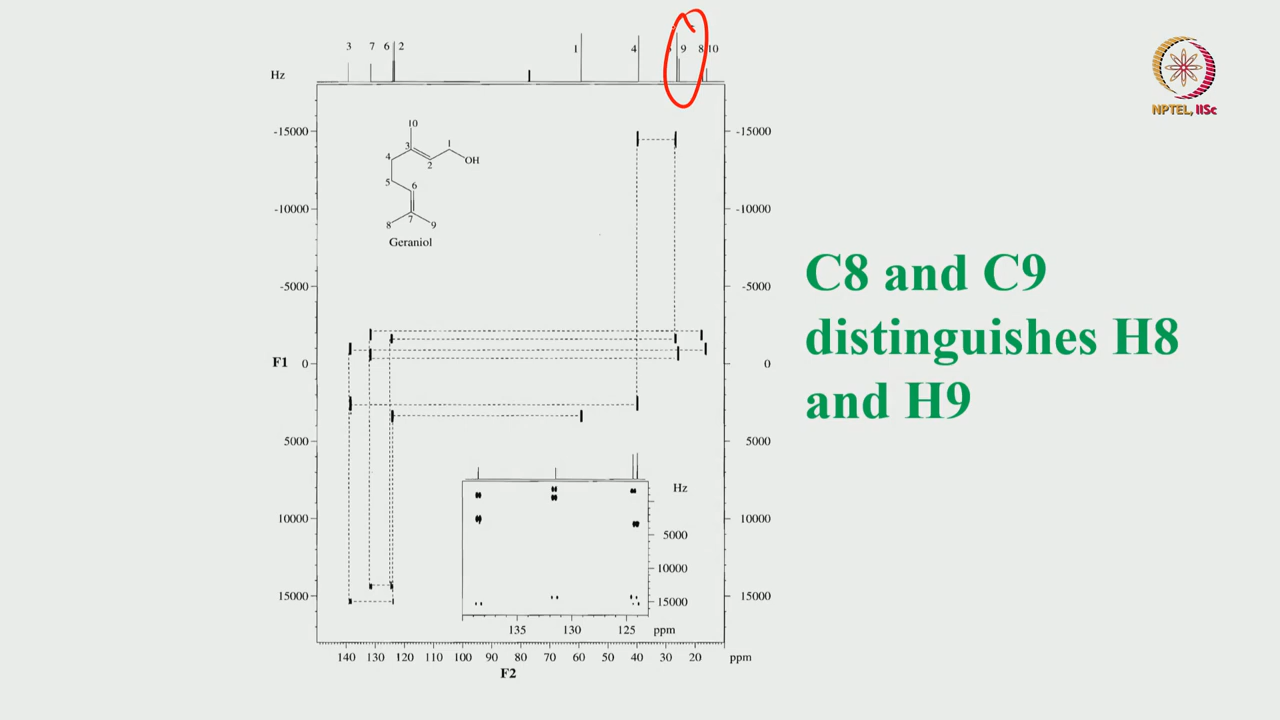 3 7 6 2 1 4 9 8 10
Hz
NPTEL, IISc
-15000 -15000
10
3 1
4 2 OH
5 6
-10000 -10000
7
8 9
Geraniol
-5000 -5000
C8 and C9
distinguishes H8
and H9
F1 0 0
5000 5000
Hz
5000
10000 10000
10000
15000 15000
15000
135 130 125 ppm
140 130 120 110 100 90 80 70 60 50 40 30 20 ppm
F2